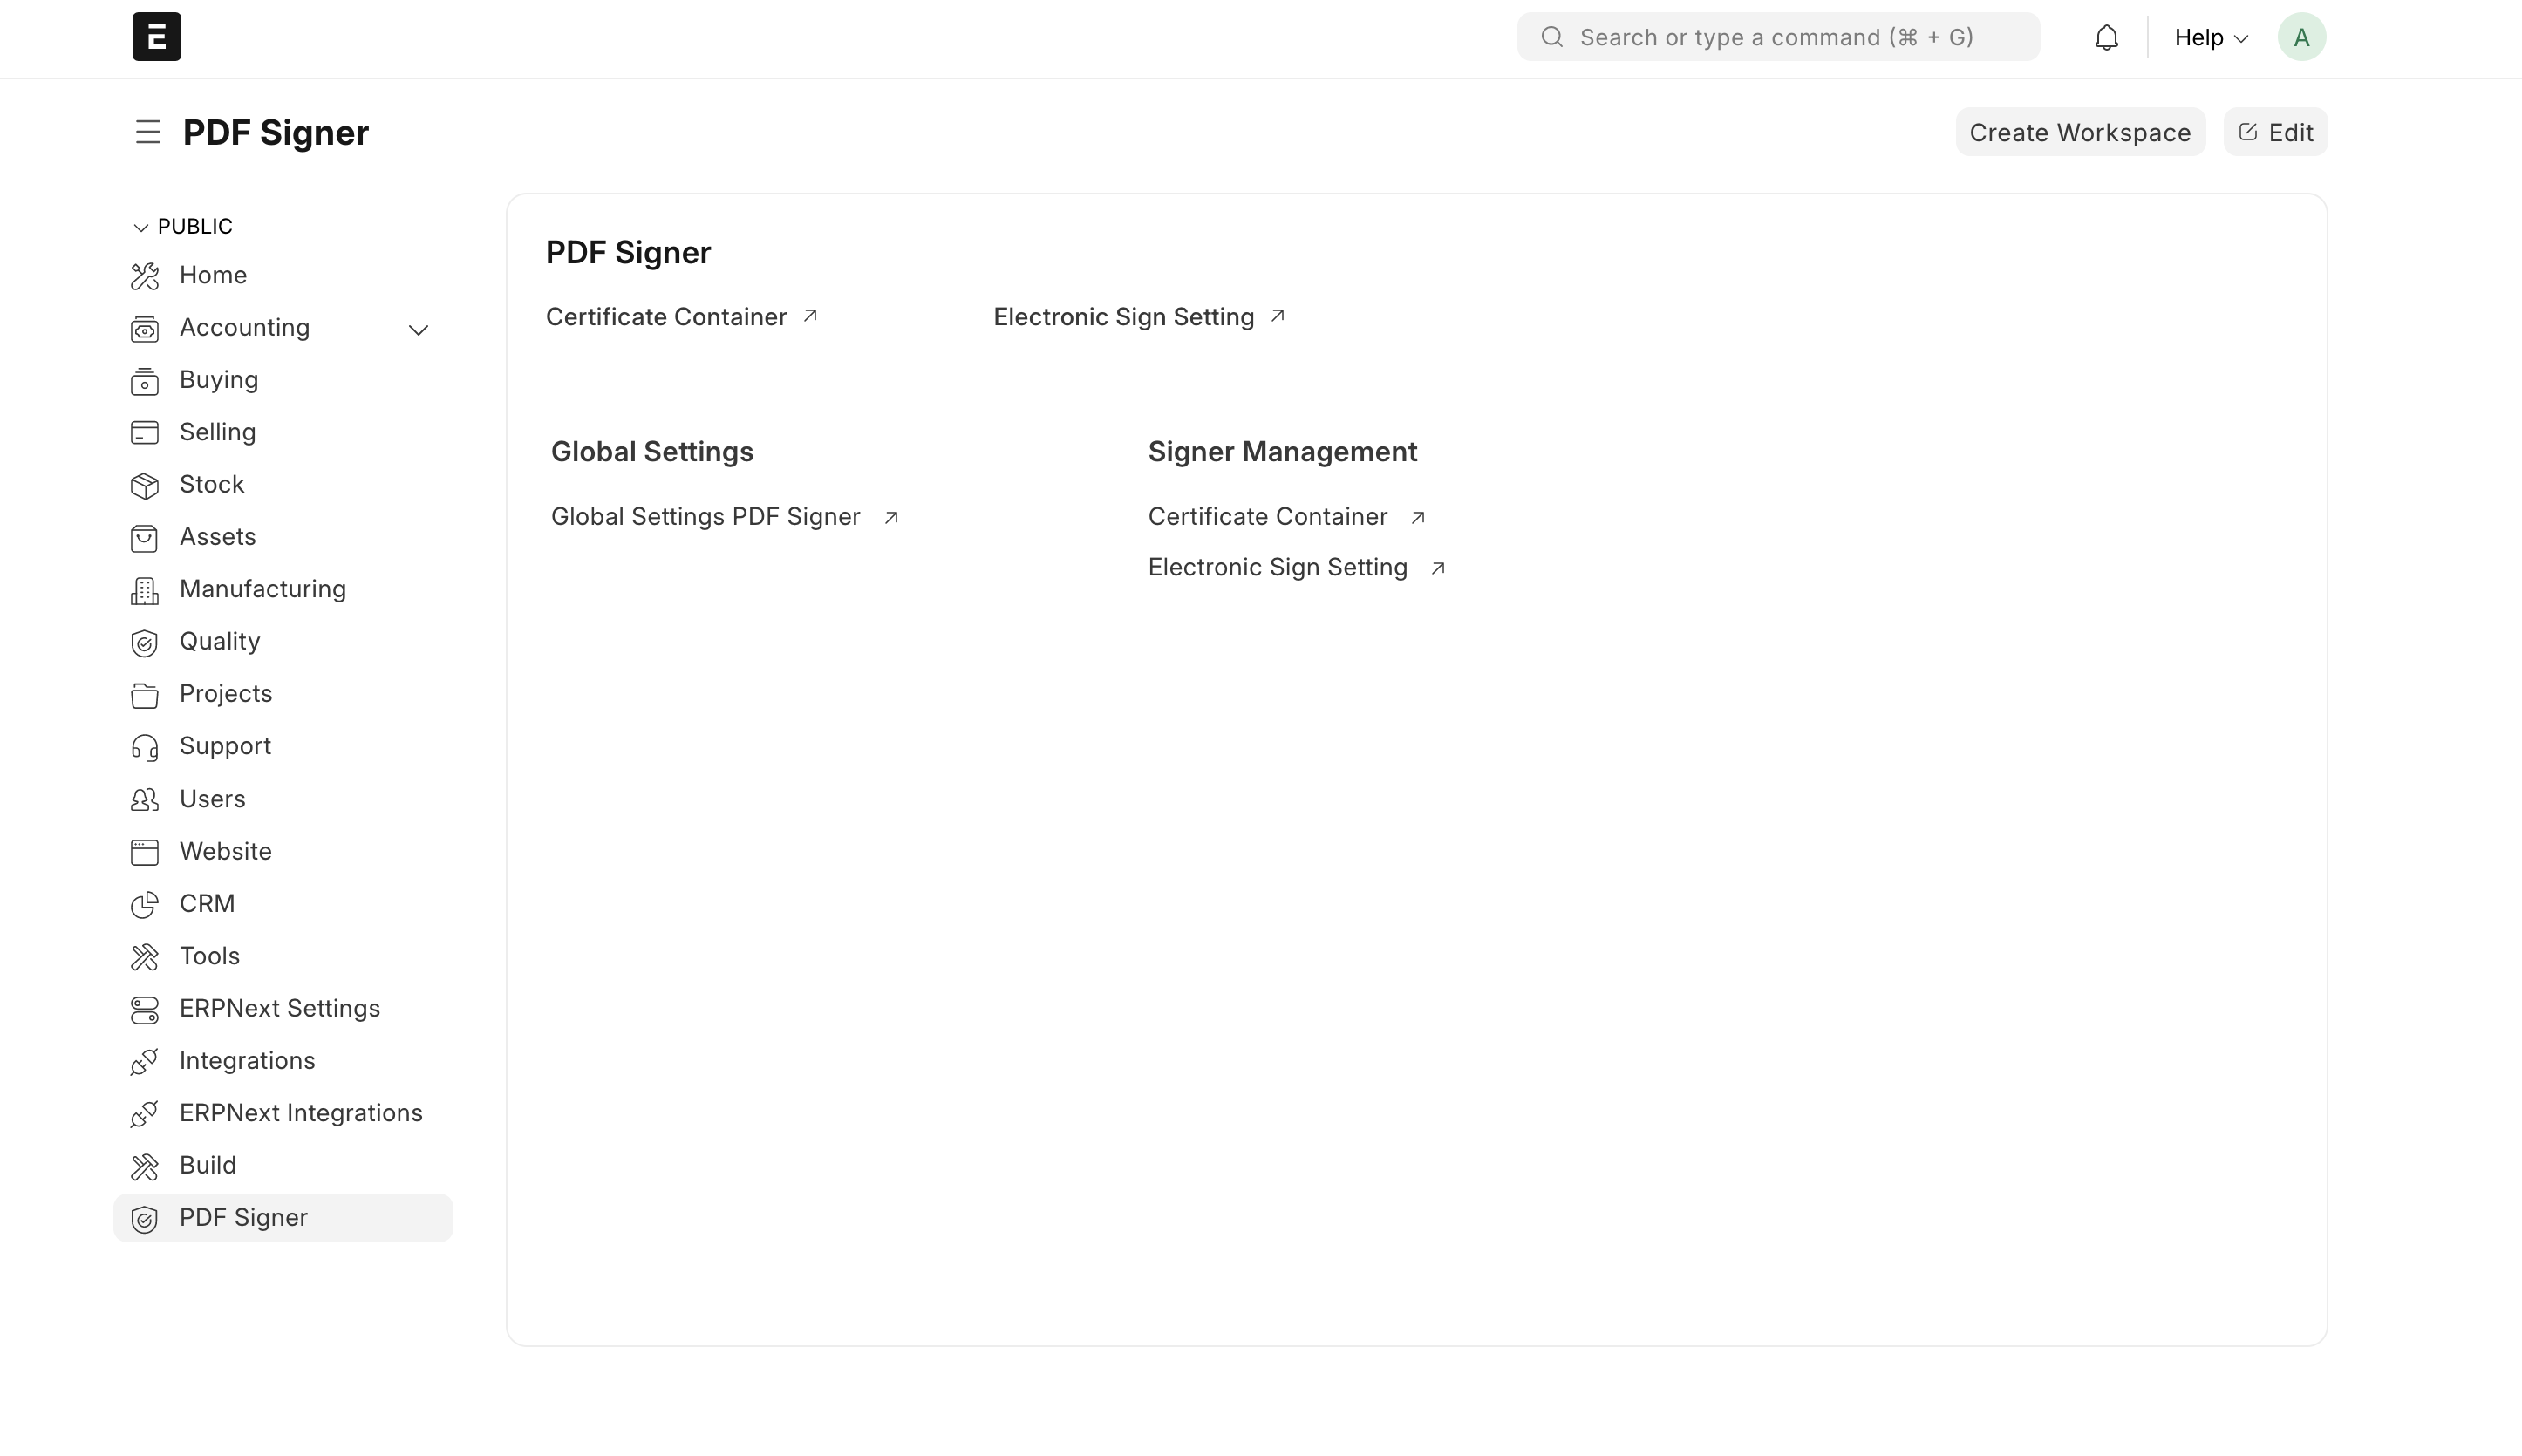 E
Search or type a command (⌘ + G)
Help
A
PDF Signer
Create Workspace
Edit
PUBLIC
Home
Accounting
Buying
Selling
Stock
Assets
Manufacturing
Quality
Projects
Support
Users
Website
CRM
Tools
ERPNext Settings
Integrations
ERPNext Integrations
Build
PDF Signer
PDF Signer
Certificate Container
Electronic Sign Setting
Global Settings
Global Settings PDF Signer
Signer Management
Certificate Container
Electronic Sign Setting